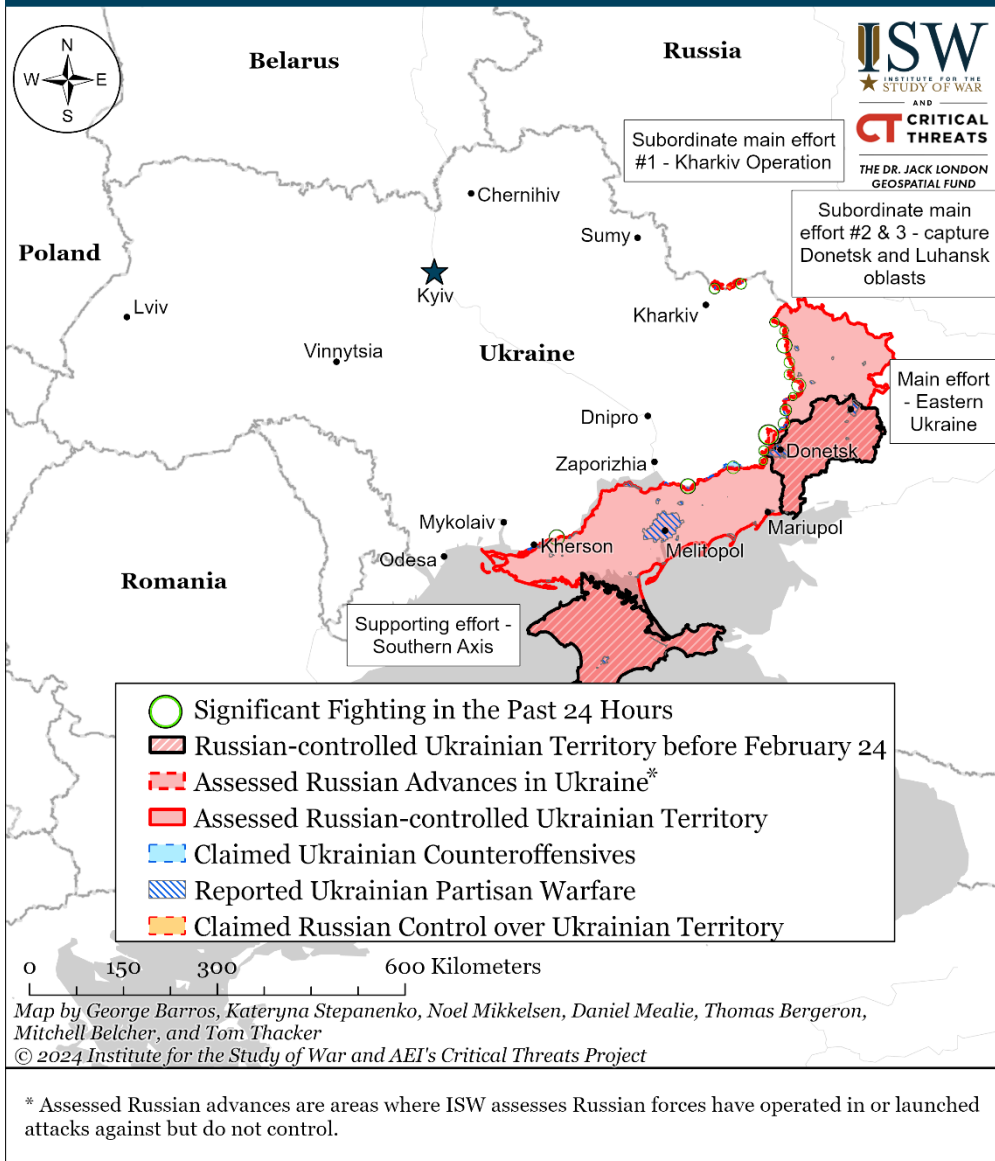 N
W
E
S
Belarus
Russia
ISW
INSTITUTE FOR THE
STUDY OF WAR
AND
CT CRITICAL
THREATS
THE DR. JACK LONDON
GEOSPATIAL FUND
Subordinate main effort
#1 - Kharkiv Operation
Subordinate main
effort #2 & 3 - capture
Donetsk and Luhansk
oblasts
Chernihiv
Sumy
Poland
Kyiv
Lviv
Kharkiv
Vinnytsia
Ukraine
Main effort
- Eastern
Ukraine
Dnipro
Donetsk
Zaporizhia
Mykolaiv
Mariupol
Kherson
Melitopol
Odesa
Romania
Supporting effort -
Southern Axis
Significant Fighting in the Past 24 Hours
Russian-controlled Ukrainian Territory before February 24
Assessed Russian Advances in Ukraine*
Assessed Russian-controlled Ukrainian Territory
Claimed Ukrainian Counteroffensives
Reported Ukrainian Partisan Warfare
Claimed Russian Control over Ukrainian Territory
0 150 300 600 Kilometers
Map by George Barros, Kateryna Stepanenko, Noel Mikkelsen, Daniel Mealie, Thomas Bergeron,
Mitchell Belcher, and Tom Thacker
© 2024 Institute for the Study of War and AEI's Critical Threats Project
* Assessed Russian advances are areas where ISW assesses Russian forces have operated in or launched
attacks against but do not control.